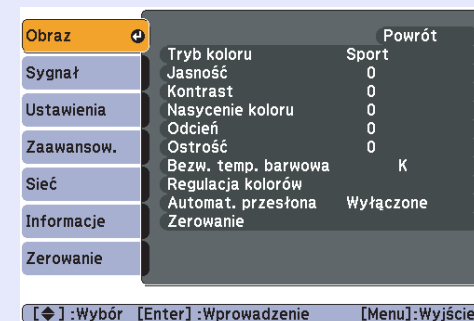 Obraz
Sygnał
Ustawienia
Zaawansow.
Sieć
Informacje
Zerowanie
Powrót
Tryb koloru Sport
Jasność 0
Kontrast 0
Nasycenie koloru 0
Odcień 0
Ostrość 0
Bezw. temp. barwowa K
Regulacja kolorów
Automat. przesłona Wyłączone
Zerowanie
[◆] :Wybór [Enter] :Wprowadzenie [Menu]:Wyjście